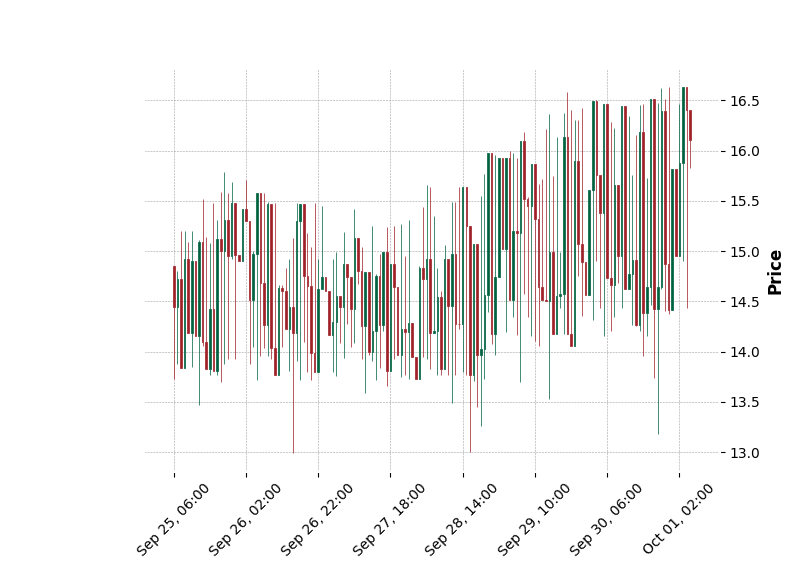 16.5
16.0
15.5
15.0
14.5
14.0
13.5
13.0
Price
Sep 25, 06:00
Sep 26, 02:00
Sep 26, 22:00
Sep 27, 18:00
Sep 28, 14:00
Sep 29, 10:00
Sep 30, 06:00
Oct 01, 02:00